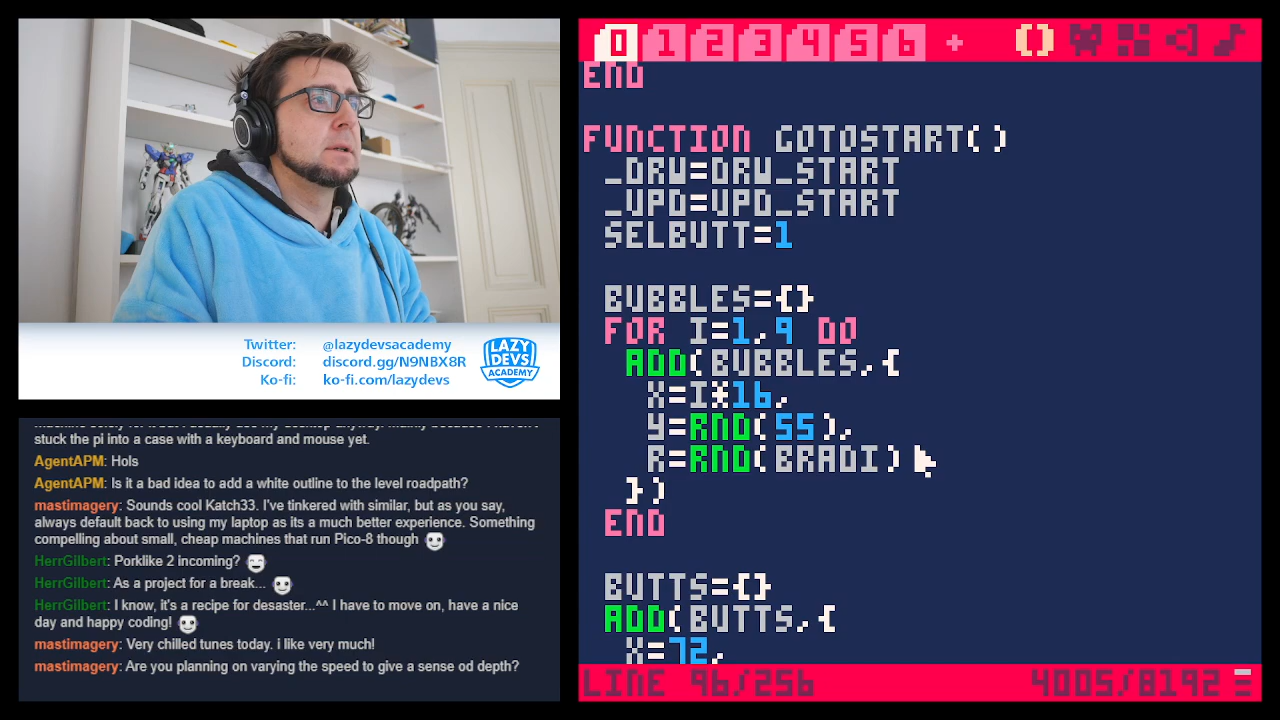 Twitter: @lazydevsacademy
Discord: discord.gg/N9NBX8R
Ko-fi: ko-fi.com/lazydevs
LAZY
DEVS
ACADEMY
stuck the pi into a case with a keyboard and mouse yet.
AgentAPM: Hols
AgentAPM: Is it a bad idea to add a white outline to the level roadpath?
mastimagery: Sounds cool Katch33. I've tinkered with similar, but as you say,
always default back to using my laptop as its a much better experience. Something
compelling about small, cheap machines that run Pico-8 though
HerrGilbert: Porklike 2 incoming?
HerrGilbert: As a project for a break...
HerrGilbert: I know, it's a recipe for desaster...^^ I have to move on, have a nice
day and happy coding!
mastimagery: Very chilled tunes today. i like very much!
mastimagery: Are you planning on varying the speed to give a sense od depth?
0 1 2 3 4 5 6 +
END
FUNCTION GOTOSTART()
_DRW=DRW_START
_UPD=UPD_START
SELBUTT=1
BUBBLES={}
FOR I=1,9 DO
ADD(BUBBLES,{
X=I*16,
Y=RND(55),
R=RND(BRADI)
})
END
BUTTS={}
ADD(BUTTS,{
X=72,
LINE 96/256
4005/8192